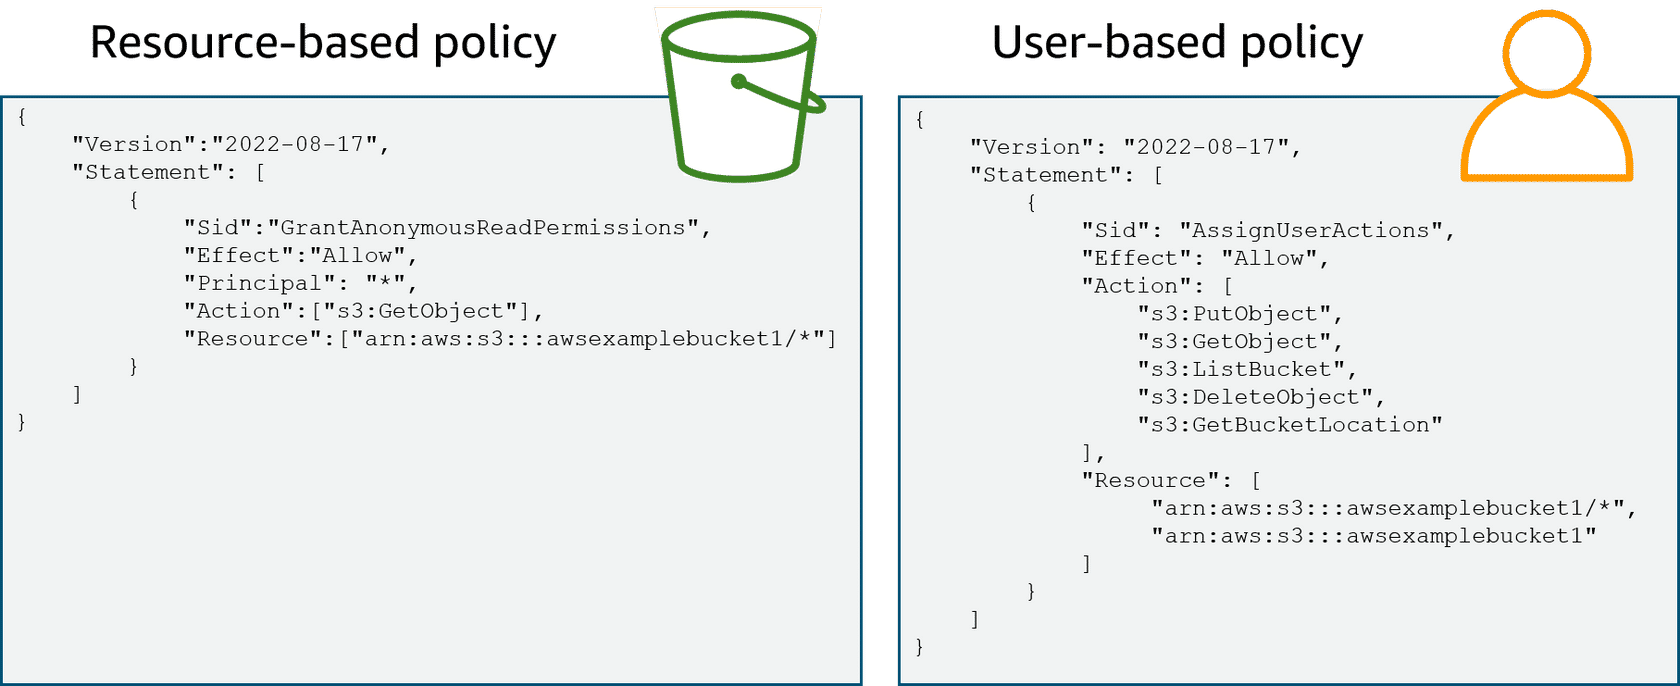 Resource-based policy
{
"Version":"2022-08-17",
"Statement": [
{
"Sid":"GrantAnonymousReadPermissions",
"Effect":"Allow",
"Principal": "*",
"Action":["s3:GetObject"],
"Resource":["arn:aws:s3:::awsexamplebucket1/*"]
}
]
}
User-based policy
{
"Version": "2022-08-17",
"Statement": [
{
"Sid": "AssignUserActions",
"Effect": "Allow",
"Action": [
"s3:PutObject",
"s3:GetObject",
"s3:ListBucket",
"s3:DeleteObject",
"s3:GetBucketLocation"
],
"Resource": [
"arn:aws:s3:::awsexamplebucket1/*",
"arn:aws:s3:::awsexamplebucket1"
]
}
]
}